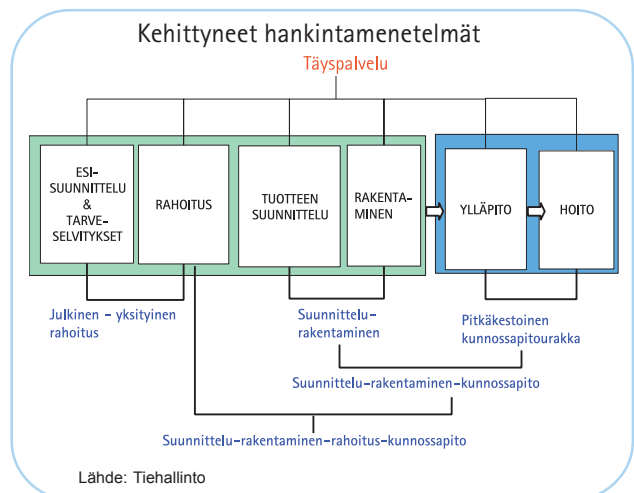 Kehittyneet hankintamenetelmät
Täyspalvelu
ESI-
SUUNNITTELU
&
TARVE-
SELVITYKSET
RAHOITUS
TUOTTEEN
SUUNNITTELU
RAKENTA-
MINEN
YLLÄPITO
HOITO
Julkinen – yksityinen
rahoitus
Suunnittelu-
rakentaminen
Pitkäkestoinen
kunnossapitourakka
Suunnittelu-rakentaminen-kunnossapito
Suunnittelu-rakentaminen-rahoitus-kunnossapito
Lähde: Tiehallinto